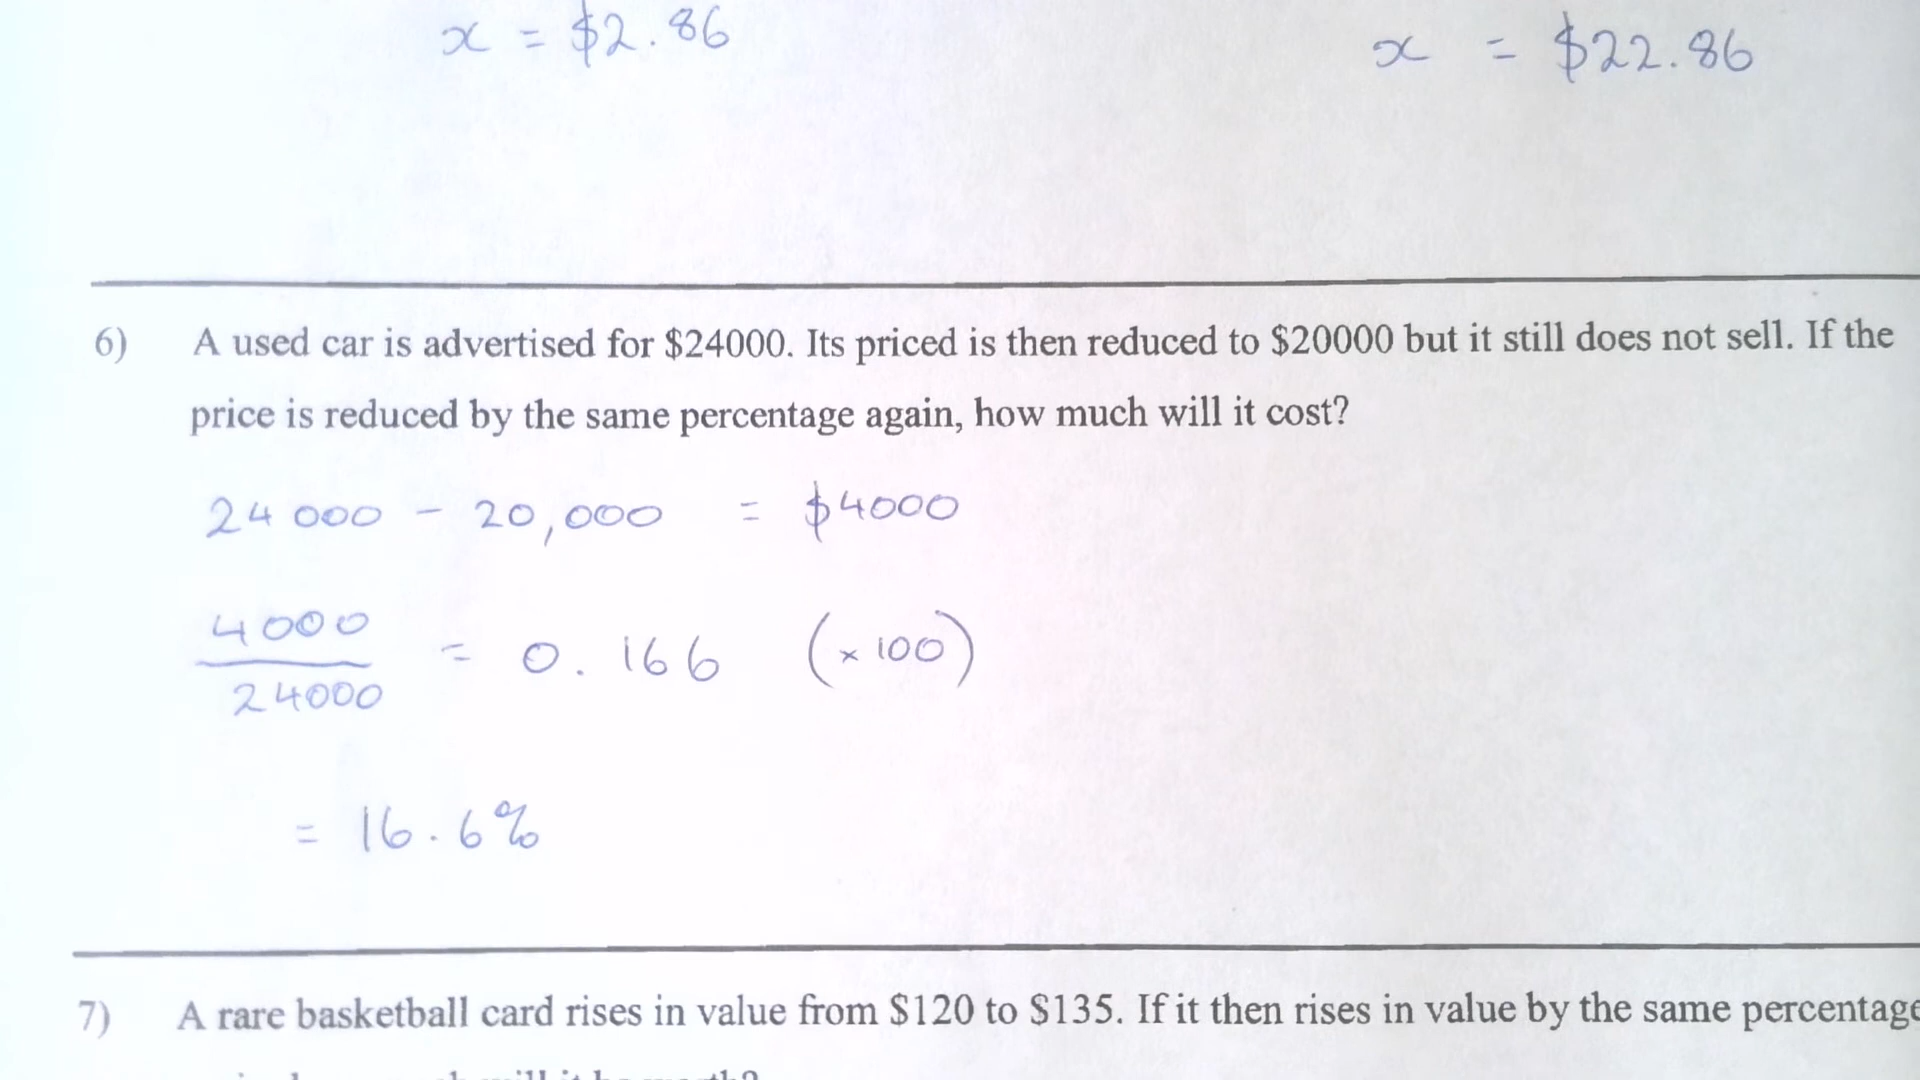 x = $2.86 x = $22.86
6) A used car is advertised for $24000. Its priced is then reduced to $20000 but it still does not sell. If the
price is reduced by the same percentage again, how much will it cost?
24 000 - 20,000 = $4000
4000
24000
= 0.166 (× 100)
= 16.6%
7) A rare basketball card rises in value from $120 to $135. If it then rises in value by the same percentage